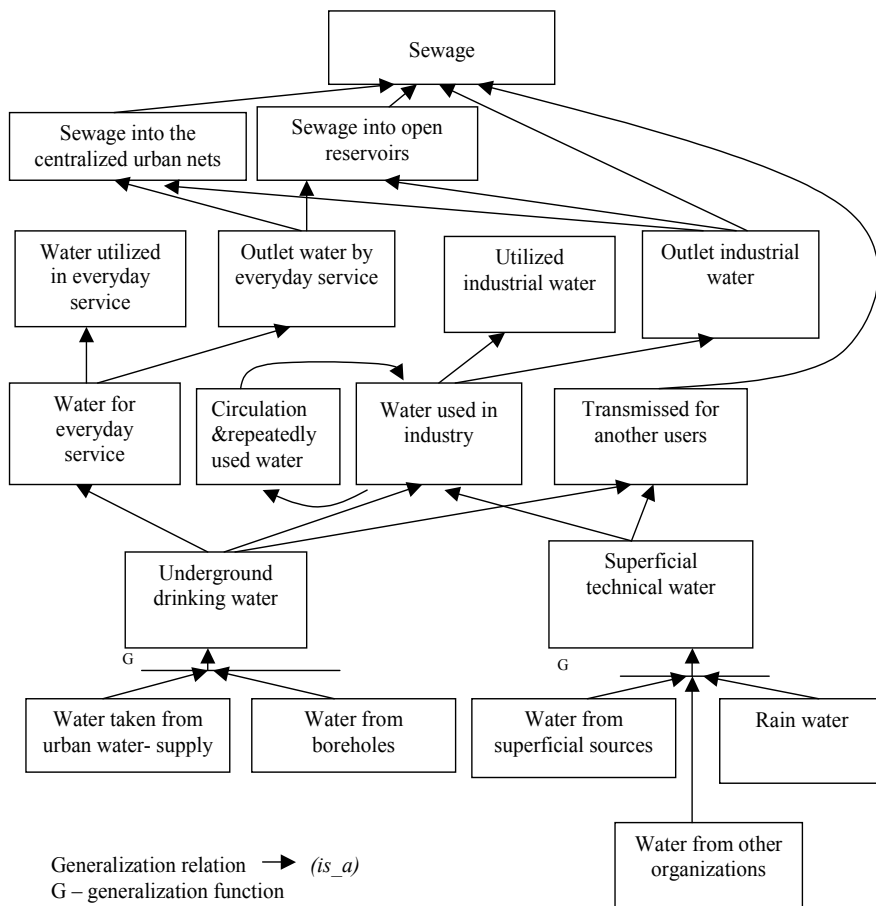 Sewage
Sewage into the
centralized urban nets
Sewage into open
reservoirs
Water utilized
in everyday
service
Outlet water by
everyday service
Utilized
industrial water
Outlet industrial
water
Water for
everyday
service
Circulation
&repeatedly
used water
Water used in
industry
Transmissed for
another users
Underground
drinking water
Superficial
technical water
G
G
Water taken from
urban water- supply
Water from
boreholes
Water from
superficial sources
Rain water
Water from other
organizations
Generalization relation (is_a)
G – generalization function